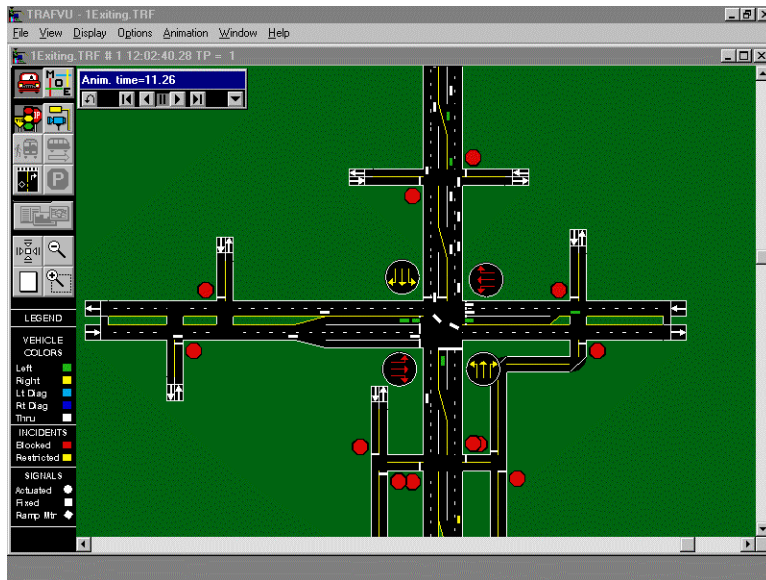 TRAFVU - 1Exiting.TRF
File View Display Options Animation Window Help
1Exiting.TRF # 1 12:02:40.28 TP = 1
MOE
Anim. time=11.26
P
LEGEND
VEHICLE
COLORS
Left
Right
Lt Diag
Rt Diag
Thru
INCIDENTS
Blocked
Restricted
SIGNALS
Actuated
Fixed
Ramp Mtr